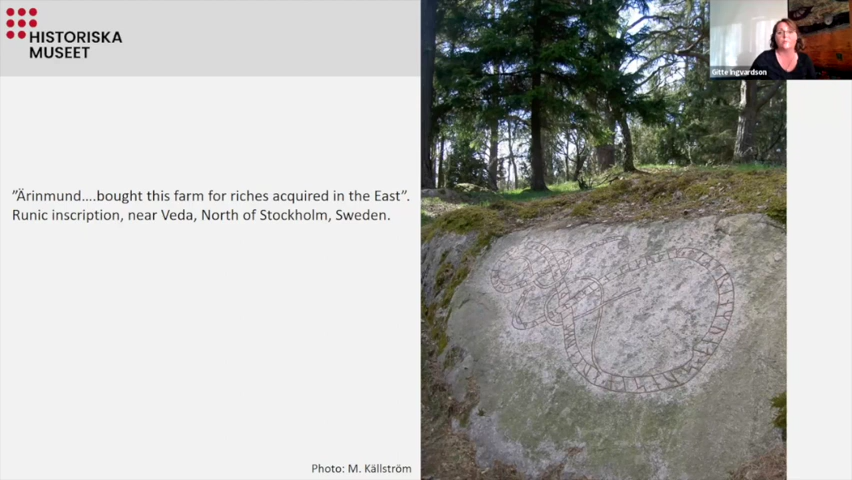 HISTORISKA
MUSEET
Gitte Ingvardson
”Ärinmund....bought this farm for riches acquired in the East”.
Runic inscription, near Veda, North of Stockholm, Sweden.
Photo: M. Källström